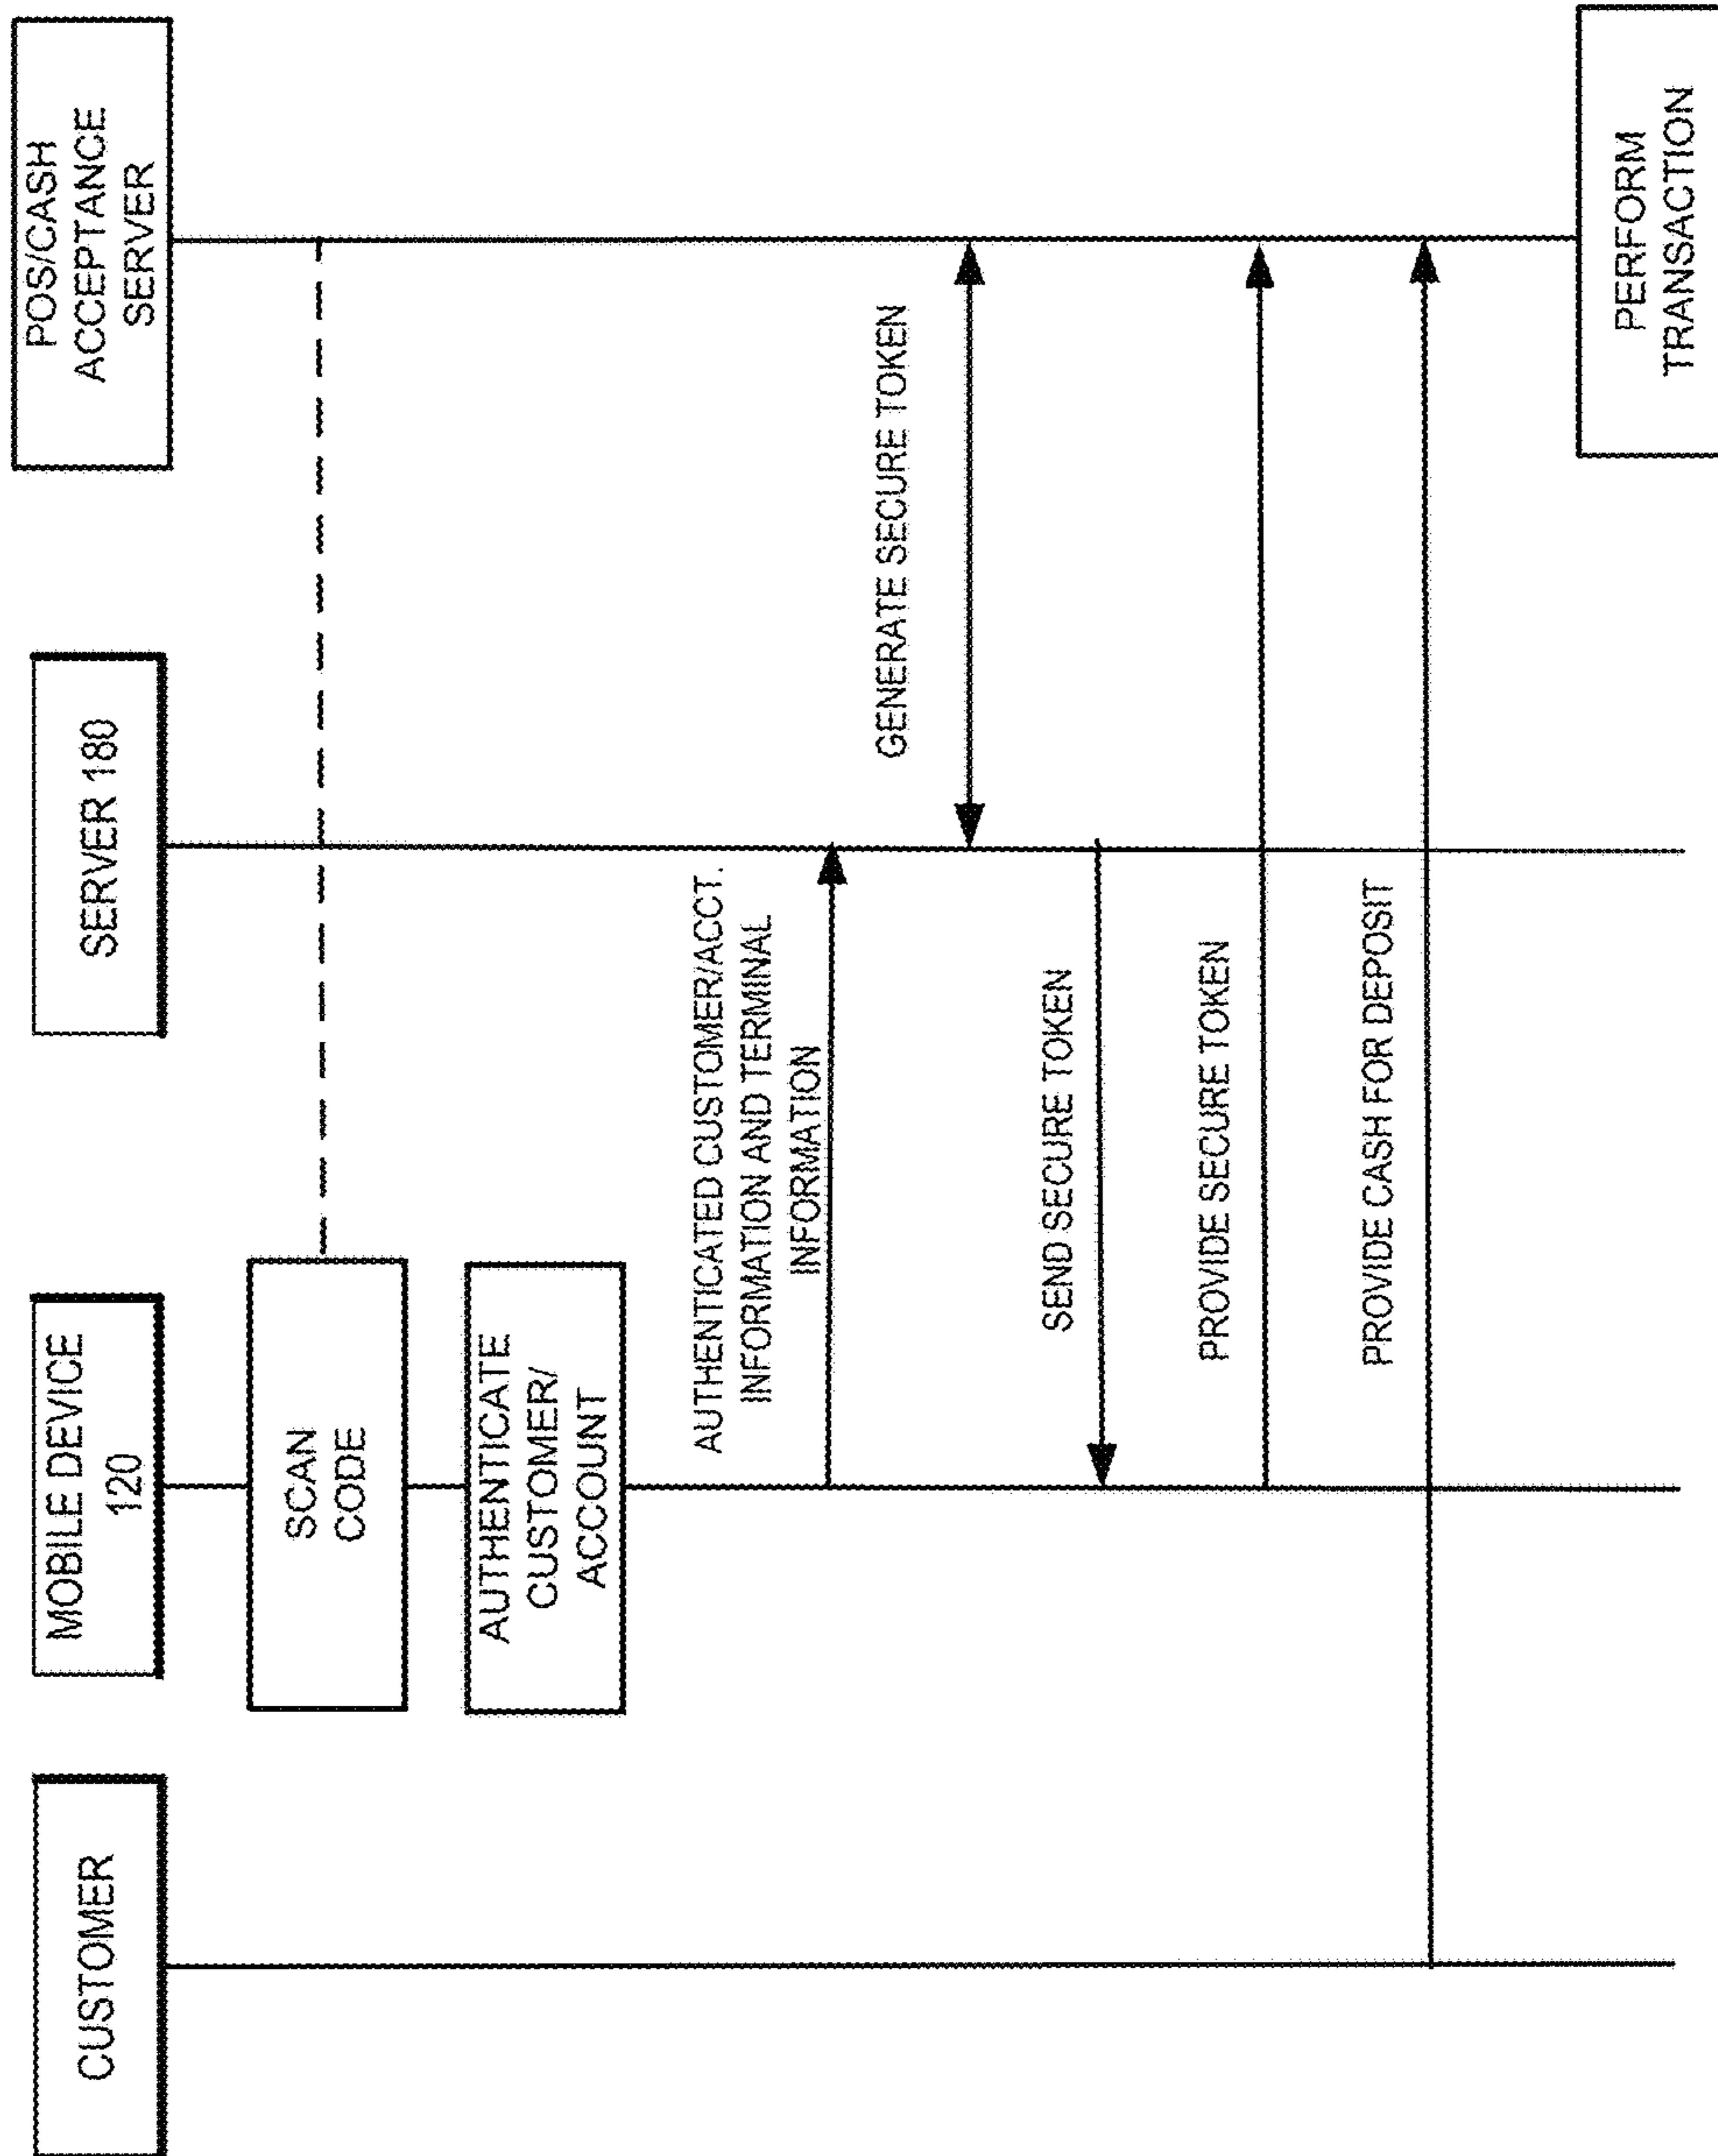 CUSTOMER
MOBILE DEVICE
120
SERVER 180
POS/CASH
ACCEPTANCE
SERVER
SCAN
CODE
AUTHENTICATE
CUSTOMER/
ACCOUNT
AUTHENTICATED CUSTOMER/ACCT.
INFORMATION AND TERMINAL
INFORMATION
GENERATE SECURE TOKEN
SEND SECURE TOKEN
PROVIDE SECURE TOKEN
PROVIDE CASH FOR DEPOSIT
PERFORM
TRANSACTION